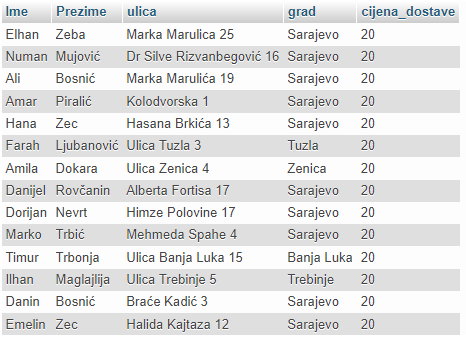 Ime Prezime ulica grad cijena_dostave
Elhan Zeba Marka Marulica 25 Sarajevo 20
Numan Mujović Dr Silve Rizvanbegović 16 Sarajevo 20
Ali Bosnić Marka Marulića 19 Sarajevo 20
Amar Piralić Kolodvorska 1 Sarajevo 20
Hana Zec Hasana Brkića 13 Sarajevo 20
Farah Ljubanović Ulica Tuzla 3 Tuzla 20
Amila Dokara Ulica Zenica 4 Zenica 20
Danijel Rovčanin Alberta Fortisa 17 Sarajevo 20
Dorijan Nevrt Himze Polovine 17 Sarajevo 20
Marko Trbić Mehmeda Spahe 4 Sarajevo 20
Timur Trbonja Ulica Banja Luka 15 Banja Luka 20
Ilhan Maglajlija Ulica Trebinje 5 Trebinje 20
Danin Bosnić Braće Kadić 3 Sarajevo 20
Emelin Zec Halida Kajtaza 12 Sarajevo 20